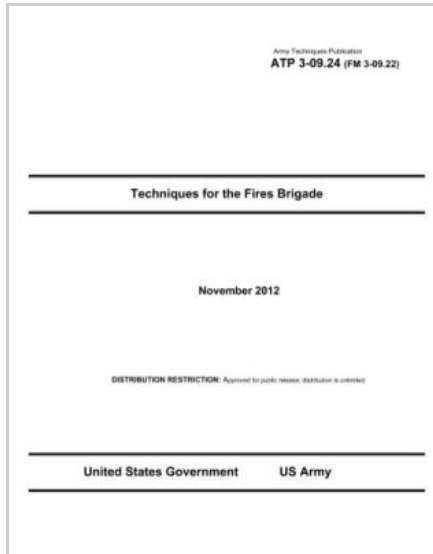 Army Techniques Publication
ATP 3-09.24 (FM 3-09.22)
Techniques for the Fires Brigade
November 2012
DISTRIBUTION RESTRICTION: Approved for public release; distribution is unlimited.
United States Government US Army